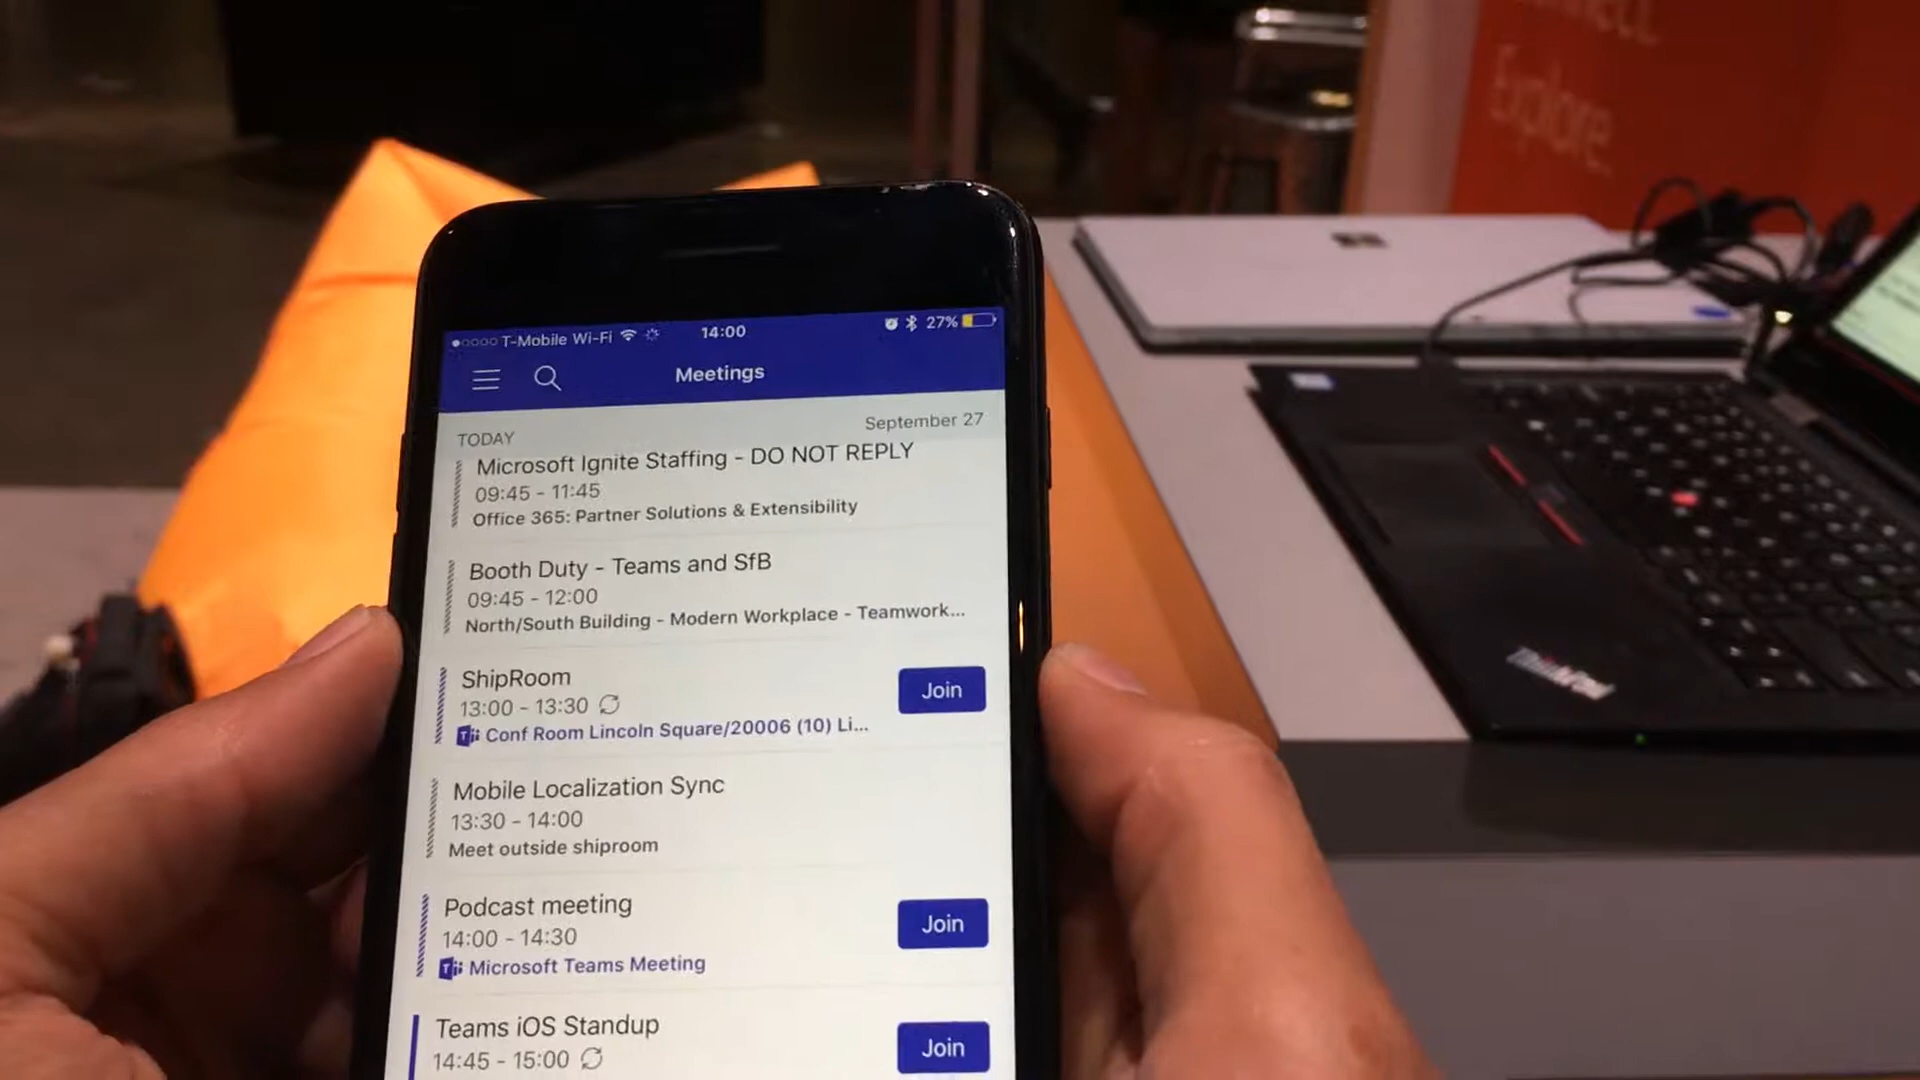 Explore.
T-Mobile Wi-Fi 14:00 27%
Meetings
TODAY September 27
Microsoft Ignite Staffing - DO NOT REPLY
09:45 - 11:45
Office 365: Partner Solutions & Extensibility
Booth Duty - Teams and SfB
09:45 - 12:00
North/South Building - Modern Workplace - Teamwork...
ShipRoom
13:00 - 13:30
Join
Conf Room Lincoln Square/20006 (10) Li...
Mobile Localization Sync
13:30 - 14:00
Meet outside shiproom
Podcast meeting
14:00 - 14:30
Join
Microsoft Teams Meeting
Teams iOS Standup
14:45 - 15:00
Join
ThinkPad